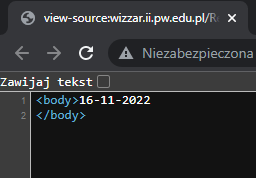 view-source:wizzar.ii.pw.edu.pl/R
Niezabezpieczona
Zawijaj tekst
1 <body>16-11-2022
2 </body>